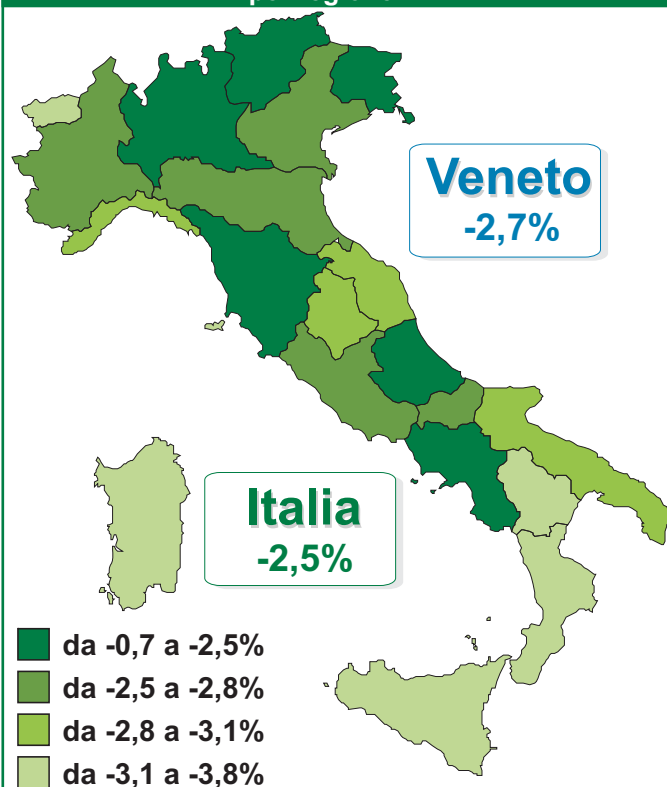 Veneto
-2,7%
Italia
-2,5%
da -0,7 a -2,5%
da -2,5 a -2,8%
da -2,8 a -3,1%
da -3,1 a -3,8%